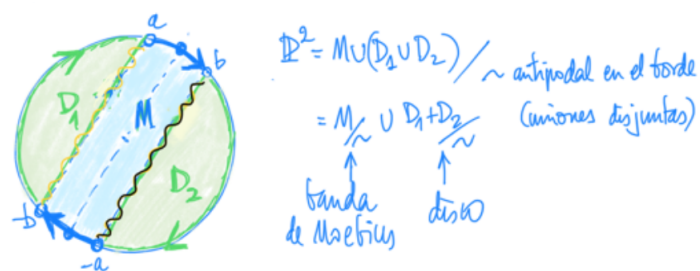 a
b
D₁
M
D₂
-b
-a
ℙ² = M ∪ (D₁ ∪ D₂) / ~ antipodal en el borde
(uniones disjuntas)
= M/~ ∪ D₁+D₂/~
banda
de Moebius
disco